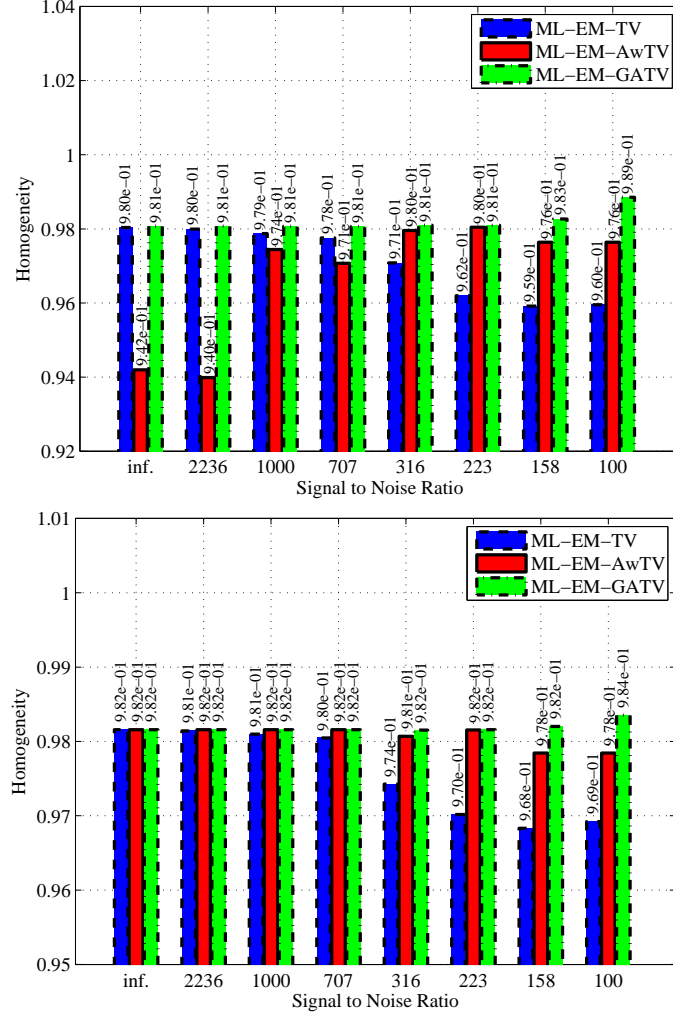 1.04
1.02
1
0.98
0.96
0.94
0.92
Homogeneity
ML−EM−TV
ML−EM−AwTV
ML−EM−GATV
9.80e−01
9.42e−01
9.81e−01
9.80e−01
9.40e−01
9.81e−01
9.79e−01
9.74e−01
9.81e−01
9.78e−01
9.71e−01
9.81e−01
9.71e−01
9.80e−01
9.81e−01
9.62e−01
9.80e−01
9.81e−01
9.59e−01
9.76e−01
9.83e−01
9.60e−01
9.76e−01
9.89e−01
inf. 2236 1000 707 316 223 158 100
Signal to Noise Ratio
1.01
1
0.99
0.98
0.97
0.96
0.95
Homogeneity
ML−EM−TV
ML−EM−AwTV
ML−EM−GATV
9.82e−01
9.82e−01
9.82e−01
9.81e−01
9.82e−01
9.82e−01
9.81e−01
9.82e−01
9.82e−01
9.80e−01
9.82e−01
9.82e−01
9.74e−01
9.81e−01
9.82e−01
9.70e−01
9.82e−01
9.82e−01
9.68e−01
9.78e−01
9.82e−01
9.69e−01
9.78e−01
9.84e−01
inf. 2236 1000 707 316 223 158 100
Signal to Noise Ratio